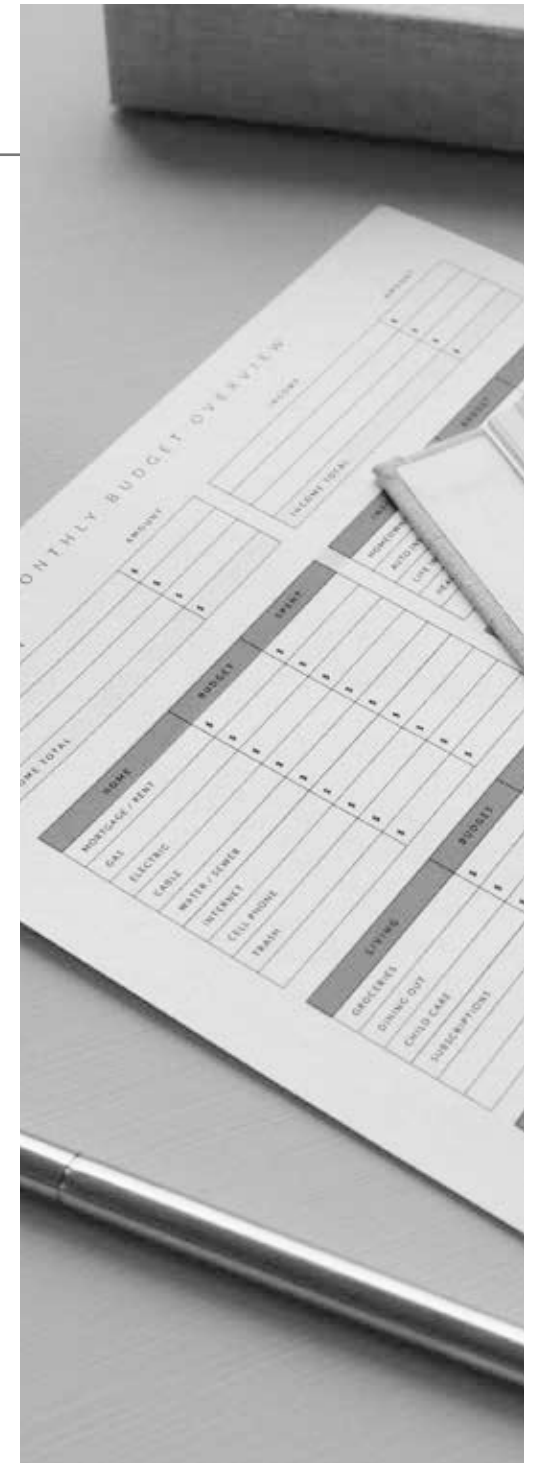 ONTHLY BUDGET OVERVIEW
AMOUNT
$
$
$
$
OME TOTAL
INCOME
AMOUNT
$
$
$
$
INCOME TOTAL
HOME
BUDGET
SPENT
MORTGAGE / RENT
$
$
GAS
$
$
ELECTRIC
$
$
CABLE
$
$
WATER / SEWER
$
$
INTERNET
$
$
CELL PHONE
$
$
TRASH
$
$
BUDGET
AUTO
LIFE
LIVING
BUDGET
GROCERIES
$
DINING OUT
$
CHILD CARE
$
SUBSCRIPTIONS